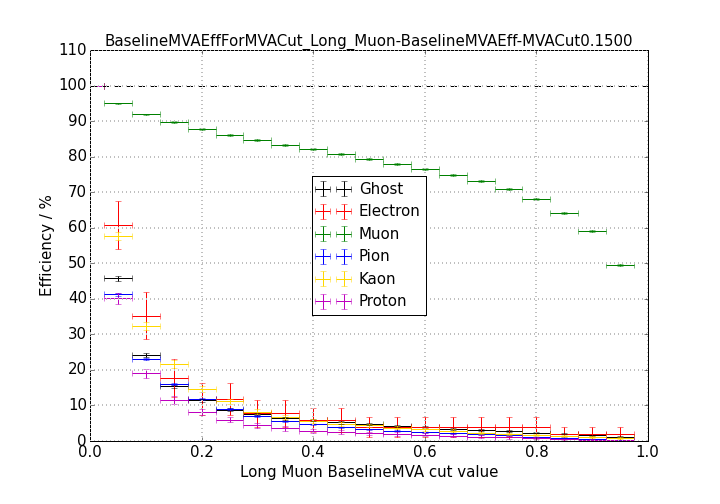 BaselineMVAEffForMVACut_Long_Muon-BaselineMVAEff-MVACut0.1500
110
100
90
80
70
60
50
40
30
20
10
0
Efficiency / %
Ghost
Electron
Muon
Pion
Kaon
Proton
0.0 0.2 0.4 0.6 0.8 1.0
Long Muon BaselineMVA cut value